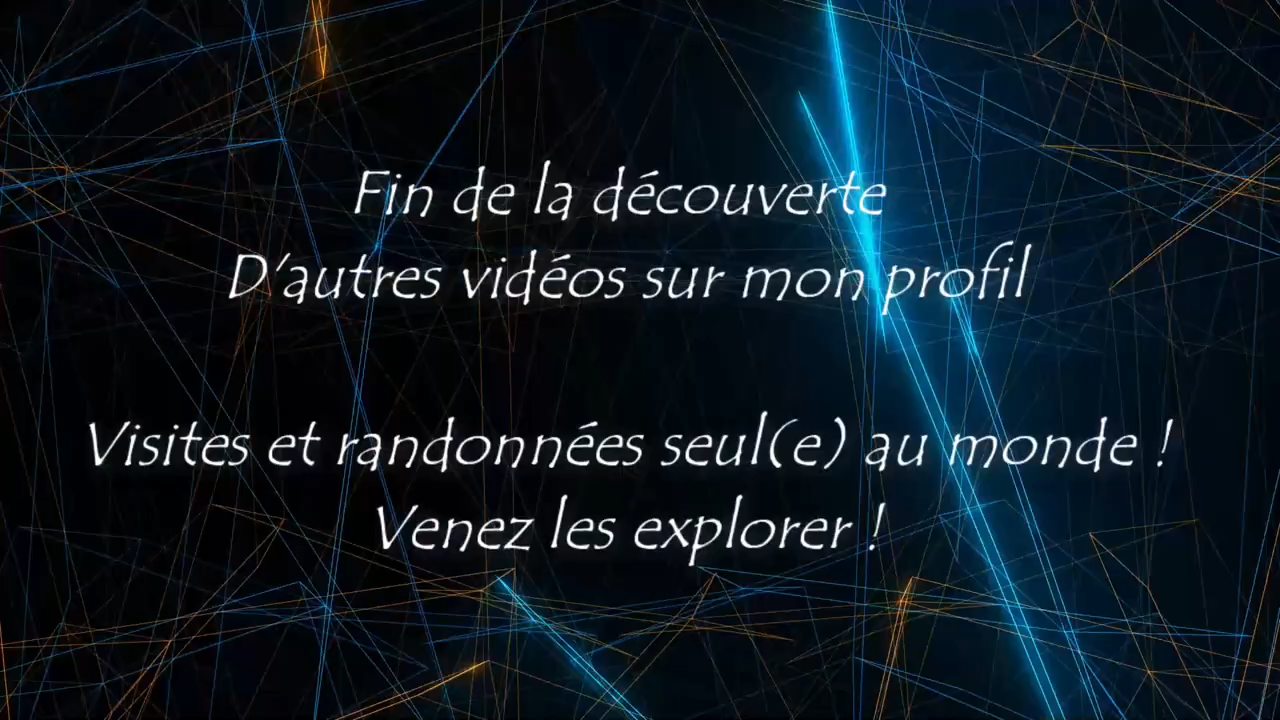 Fin de la découverte
D'autres vidéos sur mon profil
Visites et randonnées seul(e) au monde !
Venez les explorer !